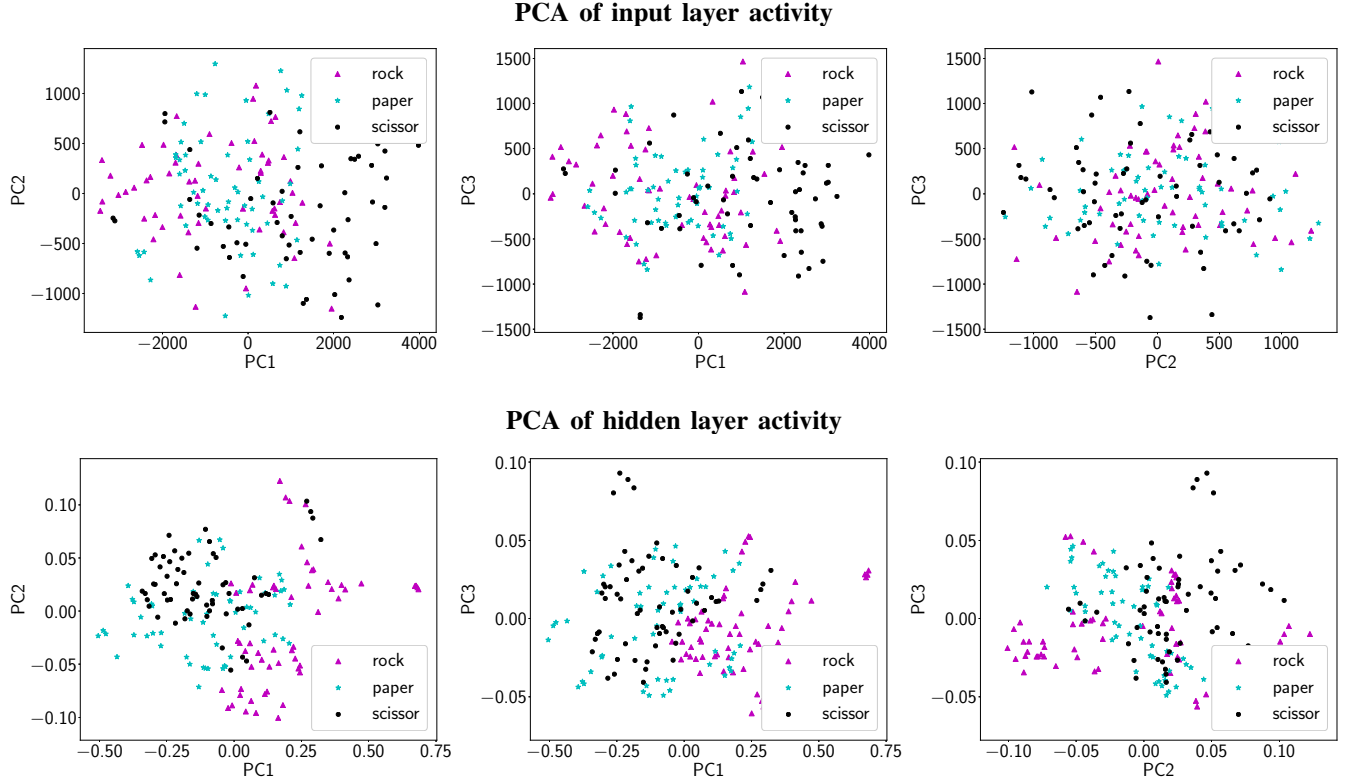 PCA of input layer activity
1000
500
0
−500
−1000
PC2
−2000
0
2000
4000
PC1
rock
paper
scissor
1500
1000
500
0
−500
−1000
−1500
PC3
−2000
0
2000
4000
PC1
rock
paper
scissor
1500
1000
500
0
−500
−1000
−1500
PC3
−1000
−500
0
500
1000
PC2
rock
paper
scissor
PCA of hidden layer activity
0.10
0.05
0.00
−0.05
−0.10
PC2
−0.50
−0.25
0.00
0.25
0.50
0.75
PC1
rock
paper
scissor
0.10
0.05
0.00
−0.05
PC3
−0.50
−0.25
0.00
0.25
0.50
0.75
PC1
rock
paper
scissor
0.10
0.05
0.00
−0.05
PC3
−0.10
−0.05
0.00
0.05
0.10
PC2
rock
paper
scissor